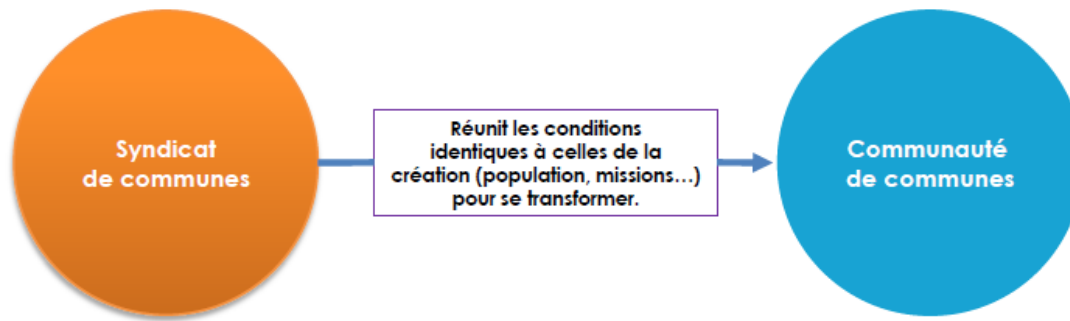 Syndicat
de communes
Réunit les conditions
identiques à celles de la
création (population, missions…)
pour se transformer.
Communauté
de communes